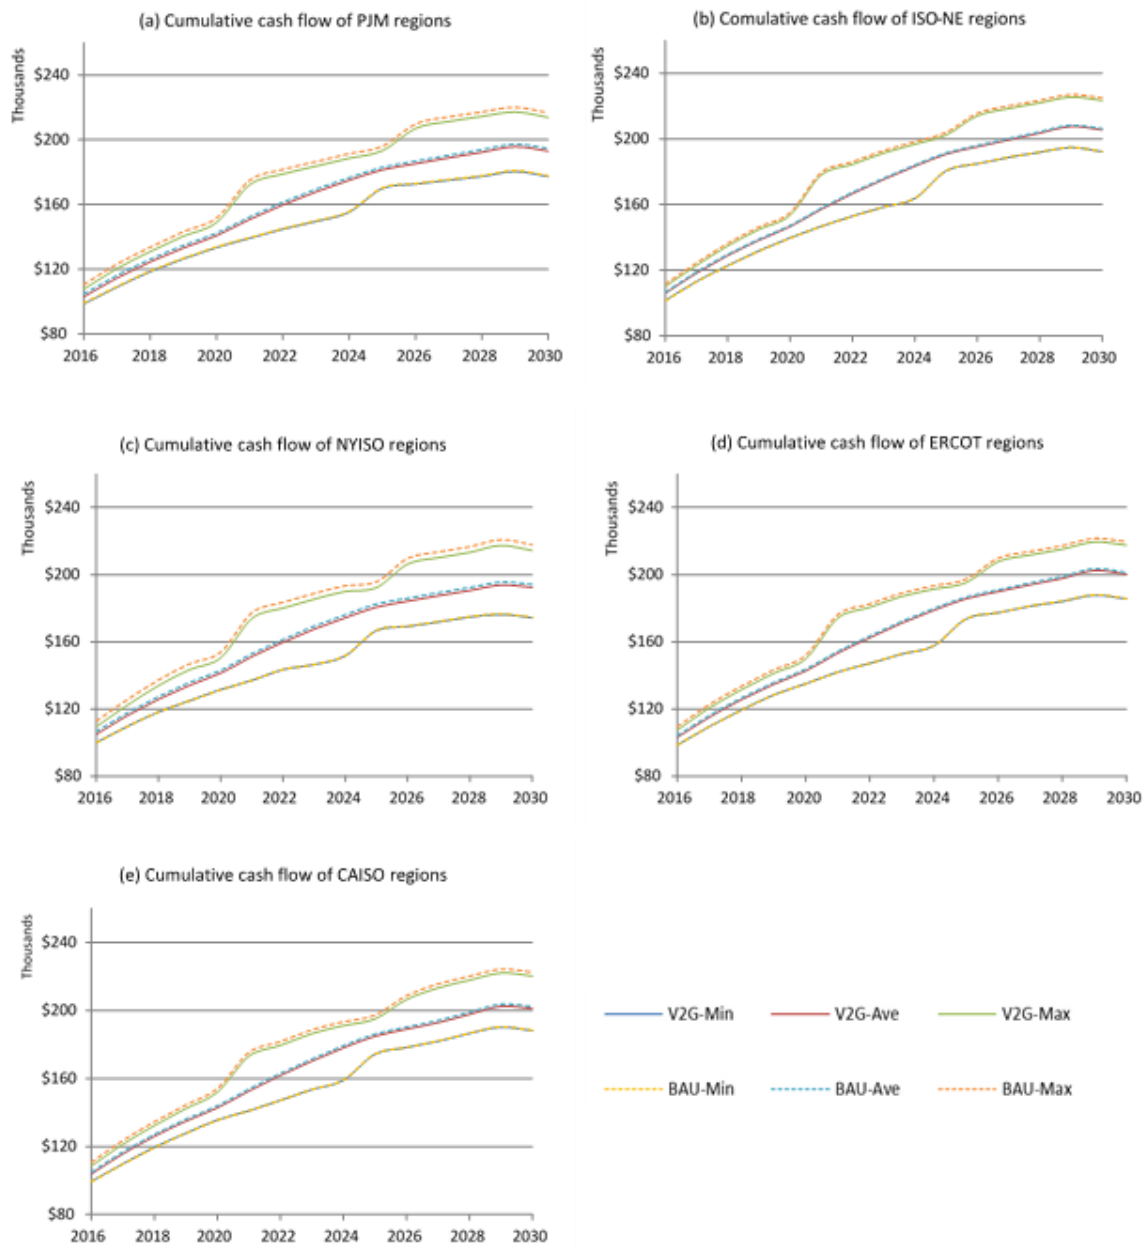 (a) Cumulative cash flow of PJM regions
Thousands
$240
$200
$160
$120
$80
2016 2018 2020 2022 2024 2026 2028 2030
(b) Comulative cash flow of ISO-NE regions
Thousands
$240
$200
$160
$120
$80
2016 2018 2020 2022 2024 2026 2028 2030
(c) Cumulative cash flow of NYISO regions
Thousands
$240
$200
$160
$120
$80
2016 2018 2020 2022 2024 2026 2028 2030
(d) Cumulative cash flow of ERCOT regions
Thousands
$240
$200
$160
$120
$80
2016 2018 2020 2022 2024 2026 2028 2030
(e) Cumulative cash flow of CAISO regions
Thousands
$240
$200
$160
$120
$80
2016 2018 2020 2022 2024 2026 2028 2030
V2G-Min V2G-Ave V2G-Max
BAU-Min BAU-Ave BAU-Max